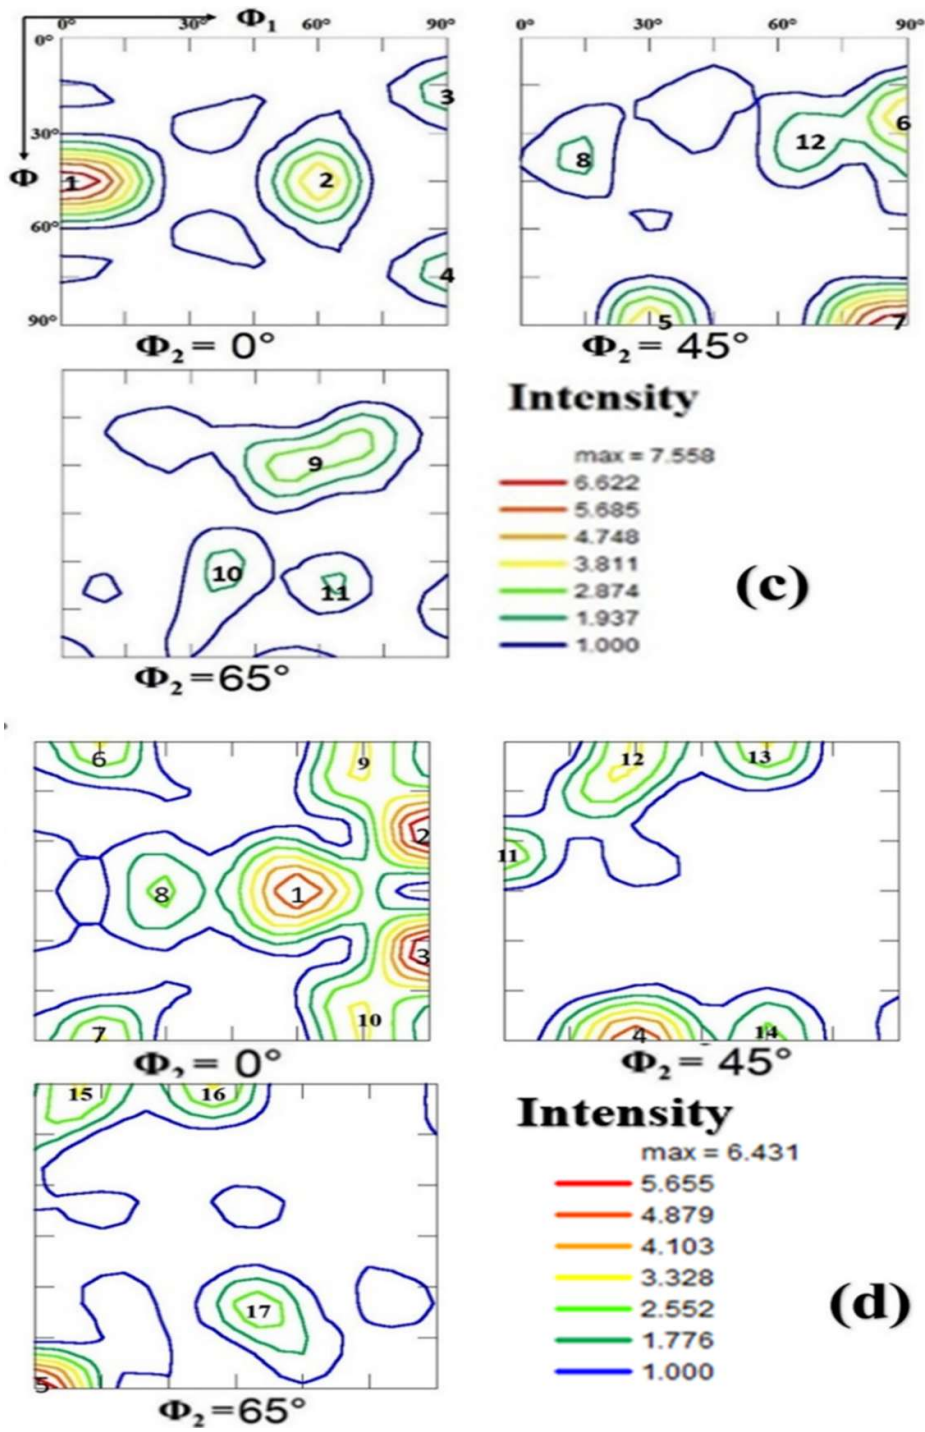 Φ₁
0° 30° 60° 90°
0° 30° 60° 90°
0°
30°
60°
90°
Φ
1
2
3
4
Φ₂ = 0°
8
12
6
5
7
Φ₂ = 45°
9
10
11
Φ₂ = 65°
Intensity
max = 7.558
6.622
5.685
4.748
3.811
2.874
1.937
1.000
(c)
6
9
2
8
1
3
7
10
Φ₂ = 0°
12
13
11
4
14
Φ₂ = 45°
15
16
17
5
Φ₂ = 65°
Intensity
max = 6.431
5.655
4.879
4.103
3.328
2.552
1.776
1.000
(d)